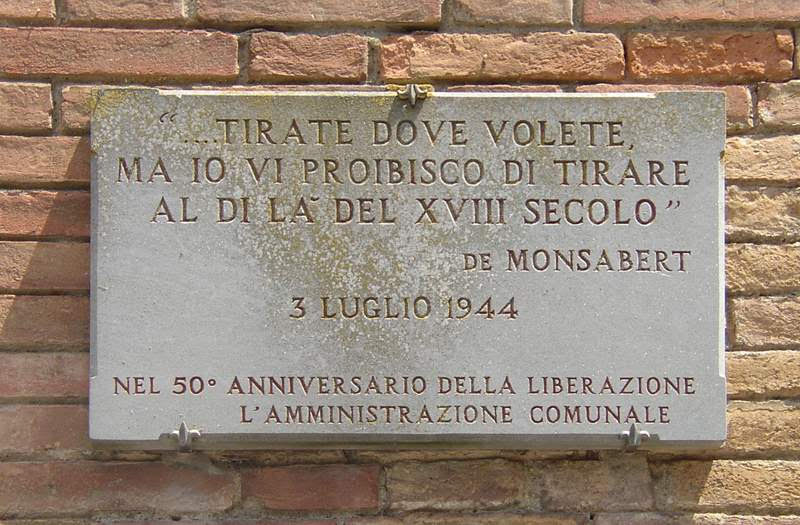 “....TIRATE DOVE VOLETE,
MA IO VI PROIBISCO DI TIRARE
AL DI LÀ DEL XVIII SECOLO”
DE MONSABERT
3 LUGLIO 1944
NEL 50° ANNIVERSARIO DELLA LIBERAZIONE
L'AMMINISTRAZIONE COMUNALE